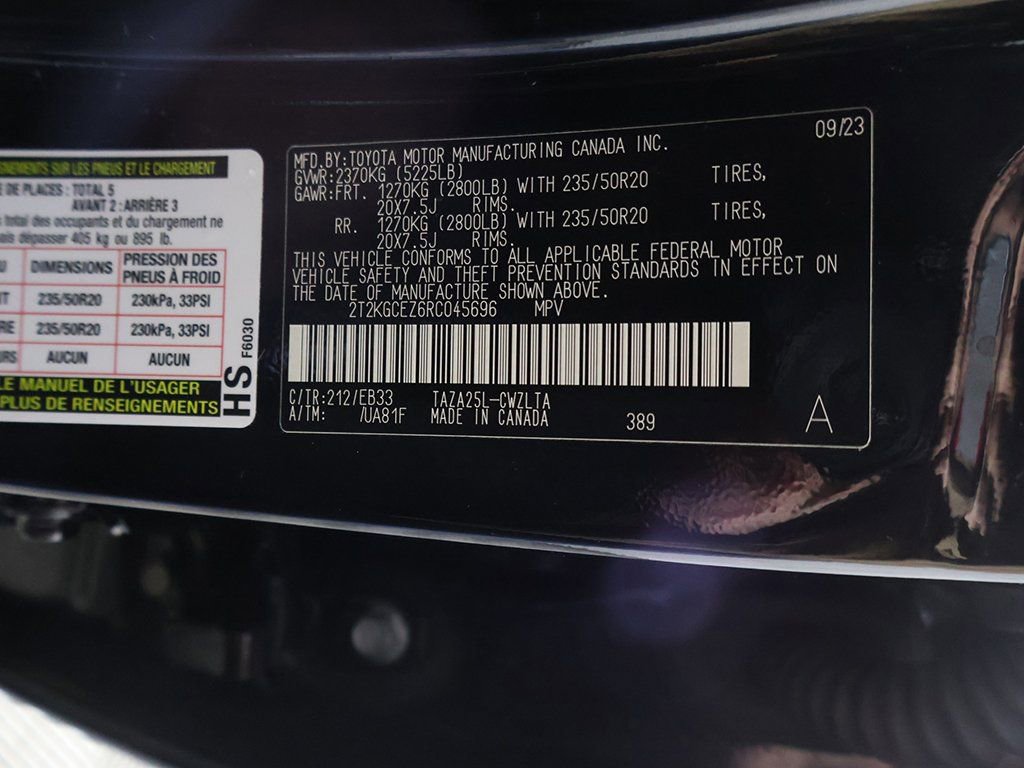 SUR LES PNEUS ET LE CHARGEMENT
DE PLACES : TOTAL 5
AVANT 2 : ARRIÈRE 3
total des occupants et du chargement ne
dépasser 405 kg ou 895 lb.
DIMENSIONS PRESSION DES PNEUS À FROID
235/50R20 230kPa, 33PSI
235/50R20 230kPa, 33PSI
AUCUN AUCUN
LE MANUEL DE L'USAGER
PLUS DE RENSEIGNEMENTS
HS F6030
09/23
MFD.BY:TOYOTA MOTOR MANUFACTURING CANADA INC.
GVWR:2370KG (5225LB)
GAWR:FRT. 1270KG (2800LB) WITH 235/50R20 TIRES,
20X7.5J RIMS.
RR. 1270KG (2800LB) WITH 235/50R20 TIRES,
20X7.5J RIMS.
THIS VEHICLE CONFORMS TO ALL APPLICABLE FEDERAL MOTOR
VEHICLE SAFETY AND THEFT PREVENTION STANDARDS IN EFFECT ON
THE DATE OF MANUFACTURE SHOWN ABOVE.
2T2KGCEZ6RC045696 MPV
C/TR:212/EB33 TAZA25L-CWZLTA
A/TM: /UA81F MADE IN CANADA 389 A